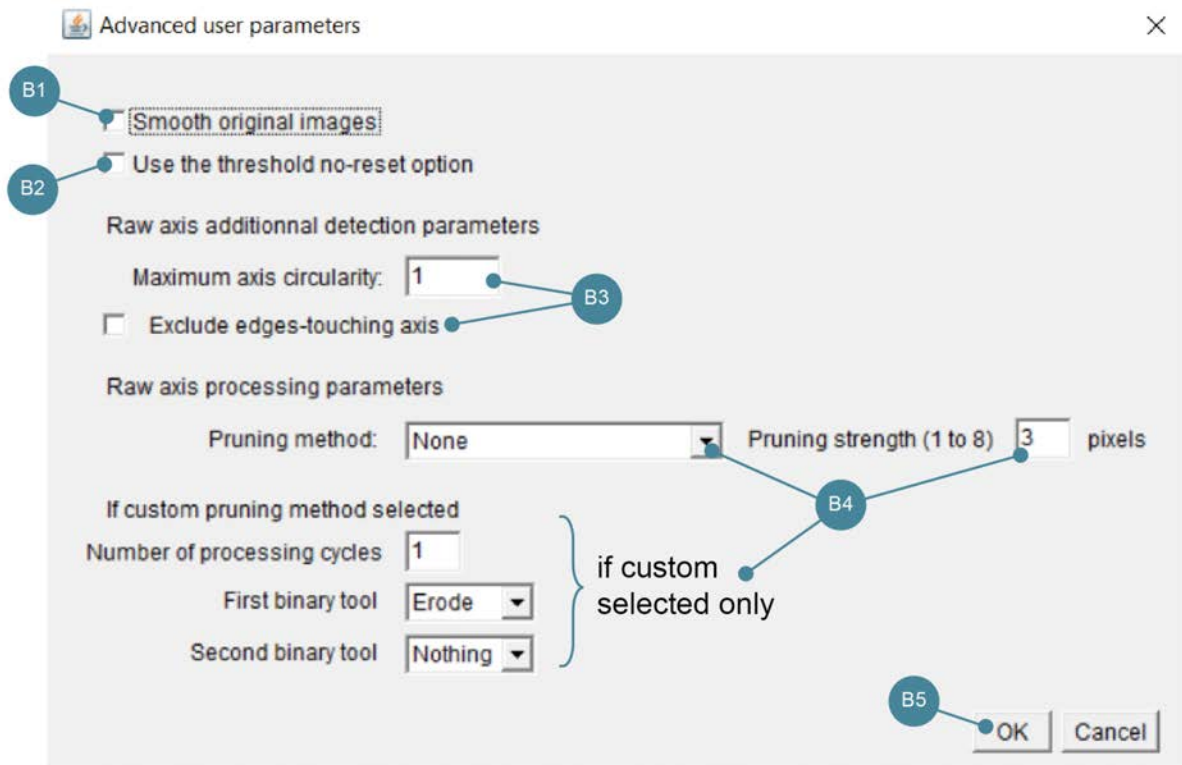 Advanced user parameters
B1
Smooth original images
B2
Use the threshold no-reset option
Raw axis additionnal detection parameters
Maximum axis circularity: 1
B3
Exclude edges-touching axis
Raw axis processing parameters
Pruning method: None Pruning strength (1 to 8) 3 pixels
B4
If custom pruning method selected
Number of processing cycles 1
First binary tool Erode
Second binary tool Nothing
if custom
selected only
B5
OK Cancel